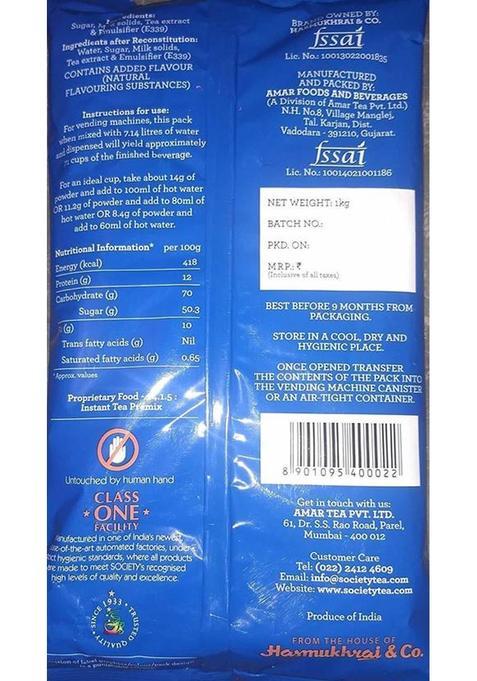 Sugar, solids, Tea extract
& Emulsifier (E339)
Ingredients after Reconstitution:
Water, Sugar, Milk solids,
Tea extract & Emulsifier (E339)
CONTAINS ADDED FLAVOUR
(NATURAL
FLAVOURING SUBSTANCES)
Instructions for use:
For vending machines, this pack
when mixed with 7.14 litres of water
and dispensed will yield approximately
cups of the finished beverage.
For an ideal cup, take about 14g of
powder and add to 100ml of hot water
OR 11.2g of powder and add to 80ml of
hot water OR 8.4g of powder and
add to 60ml of hot water.
Nutritional Information* per 100g
Energy (kcal) 418
Protein (g) 12
Carbohydrate (g) 70
Sugar (g) 50.3
(g) 10
Trans fatty acids (g) Nil
Saturated fatty acids (g) 0.65
*Approx. values
Proprietary Food - .1.5 :
Instant Tea Premix
Untouched by human hand
CLASS
ONE
FACILITY
Manufactured in one of India's newest,
state-of-the-art automated factories, under
strict hygienic standards, where all products
are made to meet SOCIETY's recognised
high levels of quality and excellence.
SINCE 1933 • TRUSTED QUALITY
OWNED BY:
HARMUKHRAI & CO.
fssai
Lic. No.: 10013022001835
MANUFACTURED
AND PACKED BY:
AMAR FOODS AND BEVERAGES
(A Division of Amar Tea Pvt. Ltd.)
N.H. No.8, Village Manglej,
Tal. Karjan, Dist.
Vadodara - 391210, Gujarat.
fssai
Lic. No.: 10014021001186
NET WEIGHT: 1kg
BATCH NO.:
PKD. ON:
MRP.: ₹
(Inclusive of all taxes)
BEST BEFORE 9 MONTHS FROM
PACKAGING.
STORE IN A COOL, DRY AND
HYGIENIC PLACE.
ONCE OPENED TRANSFER
THE CONTENTS OF THE PACK INTO
THE VENDING MACHINE CANISTER
OR AN AIR-TIGHT CONTAINER.
8 901095 400022
Get in touch with us:
AMAR TEA PVT. LTD.
61, Dr. S.S. Rao Road, Parel,
Mumbai - 400 012
Customer Care
Tel: (022) 2412 4609
Email: info@societytea.com
Website: www.societytea.com
Produce of India
FROM THE HOUSE OF
Hasmukhrai & Co.